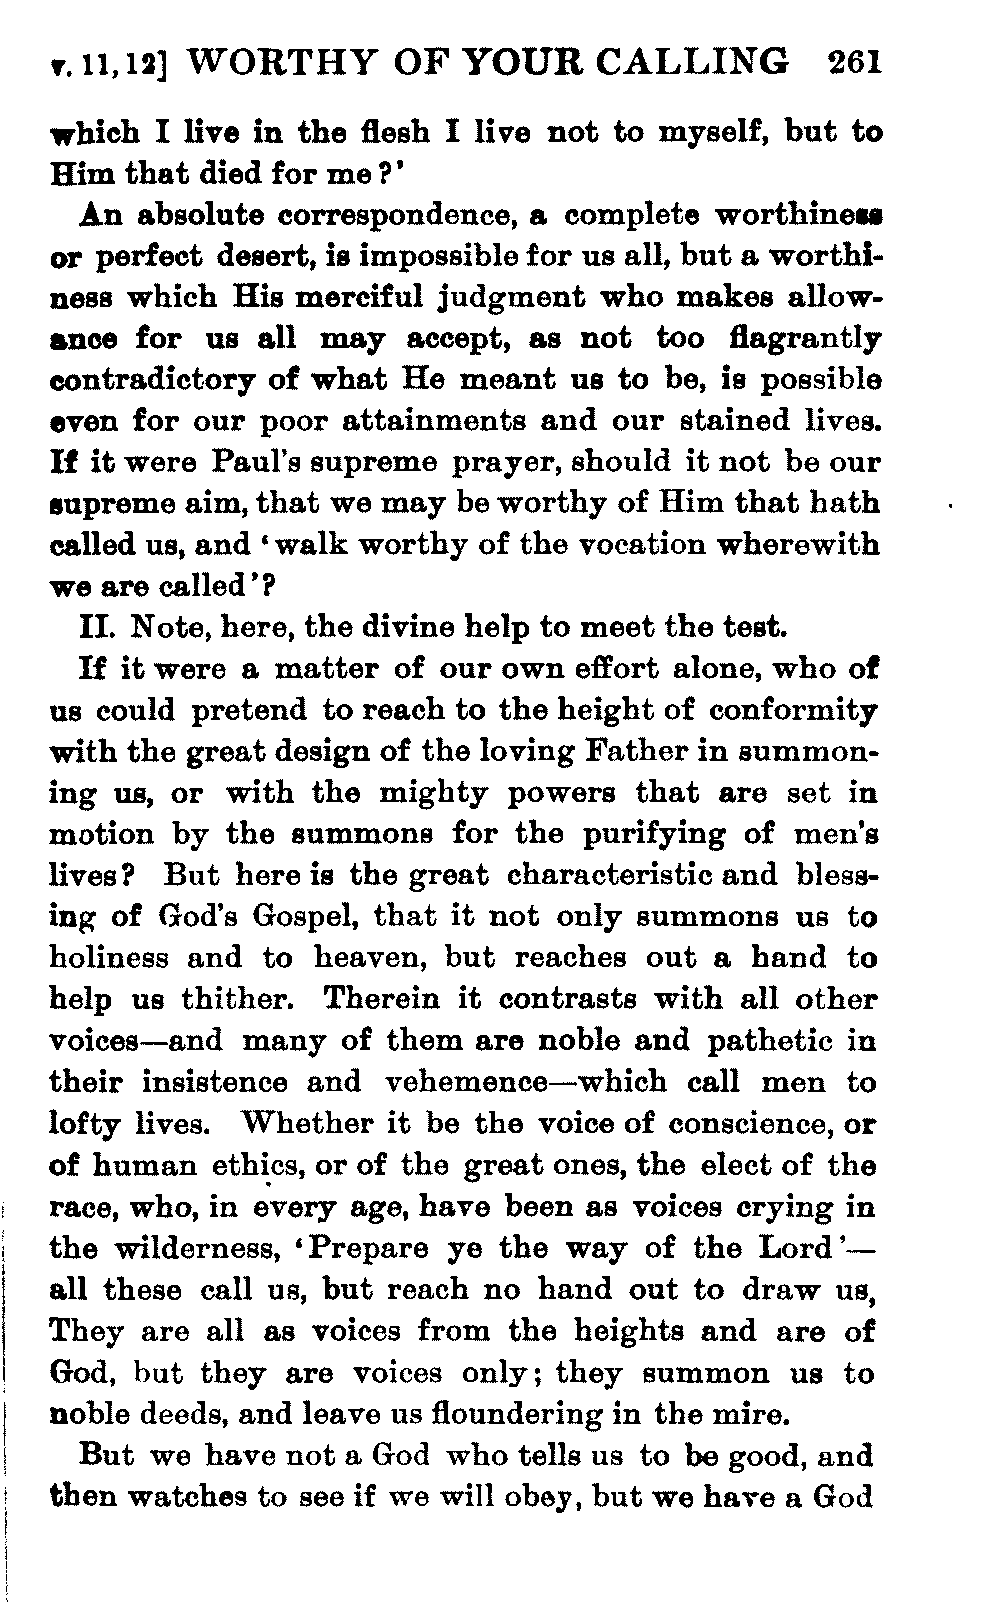 v. 11, 12] WORTHY OF YOUR CALLING 261
which I live in the flesh I live not to myself, but to
Him that died for me?'
An absolute correspondence, a complete worthiness
or perfect desert, is impossible for us all, but a worthi-
ness which His merciful judgment who makes allow-
ance for us all may accept, as not too flagrantly
contradictory of what He meant us to be, is possible
even for our poor attainments and our stained lives.
If it were Paul's supreme prayer, should it not be our
supreme aim, that we may be worthy of Him that hath
called us, and 'walk worthy of the vocation wherewith
we are called'?
II. Note, here, the divine help to meet the test.
If it were a matter of our own effort alone, who of
us could pretend to reach to the height of conformity
with the great design of the loving Father in summon-
ing us, or with the mighty powers that are set in
motion by the summons for the purifying of men's
lives? But here is the great characteristic and bless-
ing of God's Gospel, that it not only summons us to
holiness and to heaven, but reaches out a hand to
help us thither. Therein it contrasts with all other
voices—and many of them are noble and pathetic in
their insistence and vehemence—which call men to
lofty lives. Whether it be the voice of conscience, or
of human ethics, or of the great ones, the elect of the
race, who, in every age, have been as voices crying in
the wilderness, 'Prepare ye the way of the Lord'—
all these call us, but reach no hand out to draw us,
They are all as voices from the heights and are of
God, but they are voices only; they summon us to
noble deeds, and leave us floundering in the mire.
But we have not a God who tells us to be good, and
then watches to see if we will obey, but we have a God